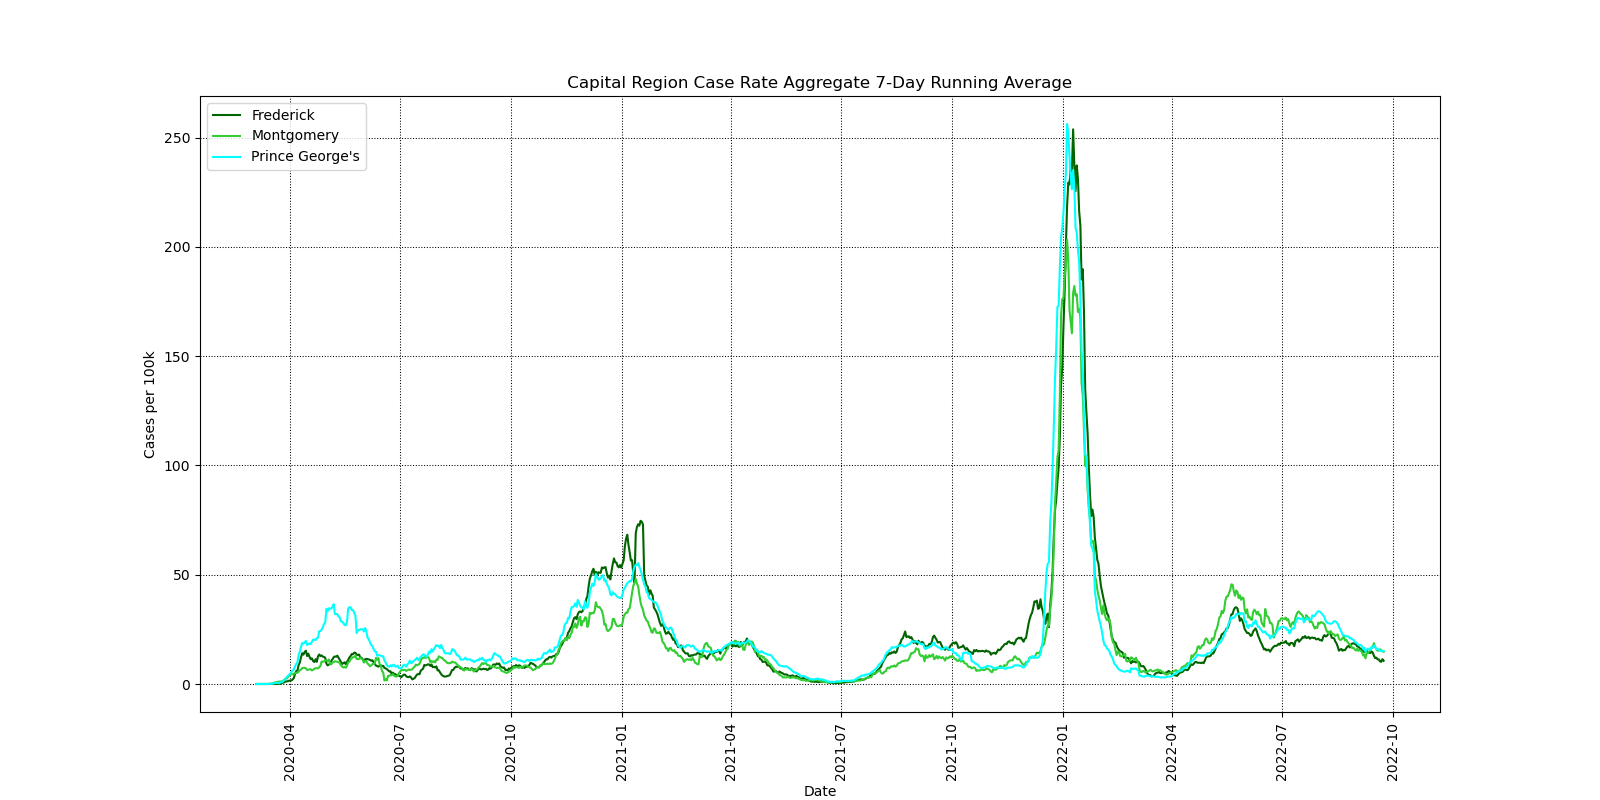 Capital Region Case Rate Aggregate 7-Day Running Average
Frederick
Montgomery
Prince George's
250
200
150
100
50
0
Cases per 100k
2020-04
2020-07
2020-10
2021-01
2021-04
2021-07
2021-10
2022-01
2022-04
2022-07
2022-10
Date